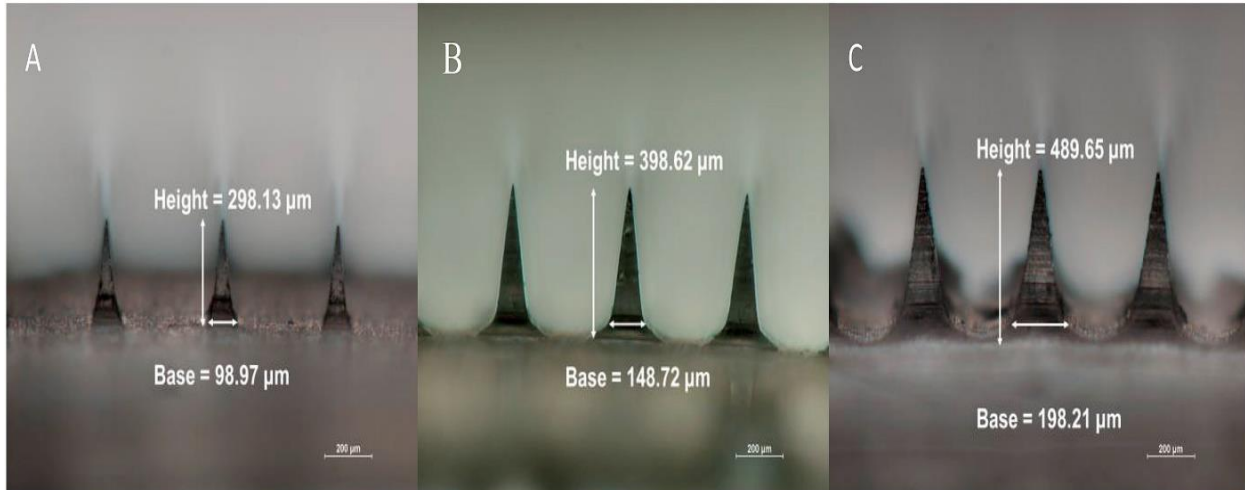 A
Height = 298.13 µm
Base = 98.97 µm
200 µm
B
Height = 398.62 µm
Base = 148.72 µm
200 µm
C
Height = 489.65 µm
Base = 198.21 µm
200 µm